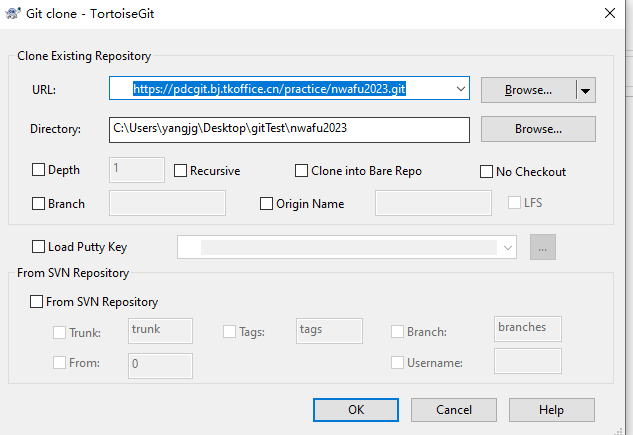 Git clone - TortoiseGit
Clone Existing Repository
URL: https://pdcgit.bj.tkoffice.cn/practice/nwafu2023.git Browse...
Directory: C:\Users\yangjg\Desktop\gitTest\nwafu2023 Browse...
Depth 1 Recursive Clone into Bare Repo No Checkout
Branch Origin Name LFS
Load Putty Key ...
From SVN Repository
From SVN Repository
Trunk: trunk Tags: tags Branch: branches
From: 0 Username:
OK Cancel Help